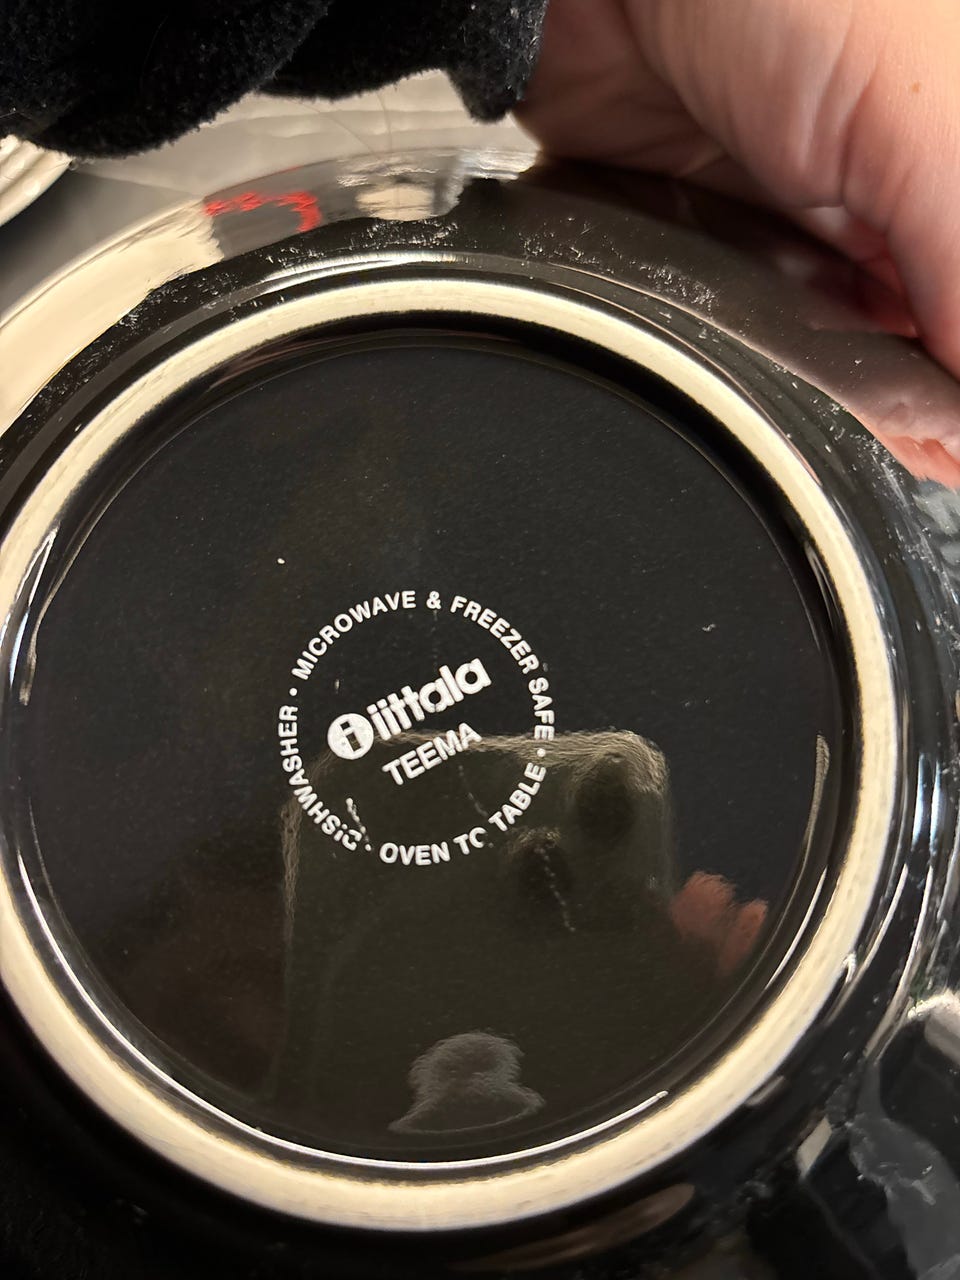 MICROWAVE & FREEZER SAFE •
OVEN TO TABLE •
DISHWASHER •
i iittala
TEEMA